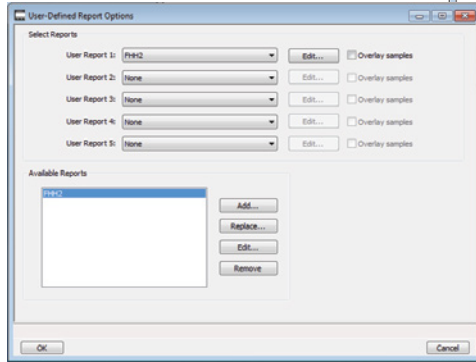 User-Defined Report Options
Select Reports
User Report 1: FHH2 Edit... Overlay samples
User Report 2: None Edit... Overlay samples
User Report 3: None Edit... Overlay samples
User Report 4: None Edit... Overlay samples
User Report 5: None Edit... Overlay samples
Available Reports
FHH2
Add...
Replace...
Edit...
Remove
OK Cancel